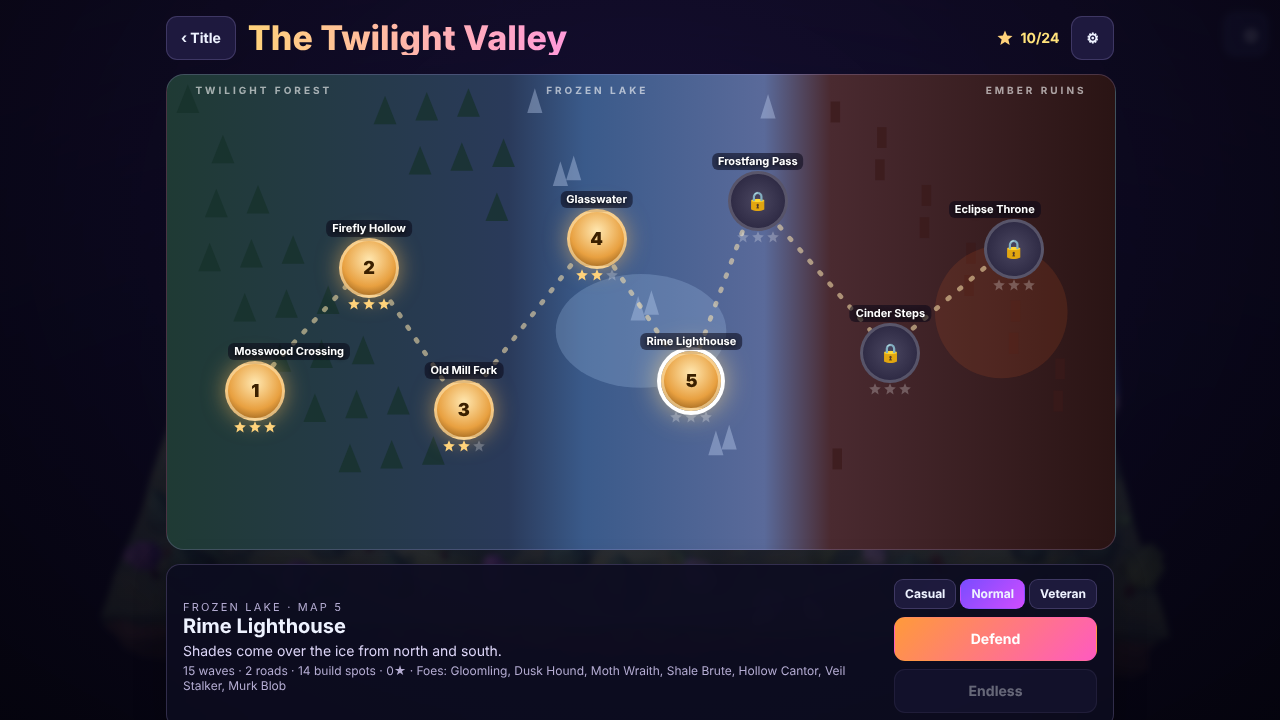 ‹ Title
The Twilight Valley
★ 10/24
TWILIGHT FOREST
FROZEN LAKE
EMBER RUINS
Frostfang Pass
Glasswater
4
Eclipse Throne
Firefly Hollow
2
Cinder Steps
Rime Lighthouse
5
Mosswood Crossing
1
Old Mill Fork
3
FROZEN LAKE · MAP 5
Rime Lighthouse
Shades come over the ice from north and south.
15 waves · 2 roads · 14 build spots · 0★ · Foes: Gloomling, Dusk Hound, Moth Wraith, Shale Brute, Hollow Cantor, Veil
Stalker, Murk Blob
Casual
Normal
Veteran
Defend
Endless